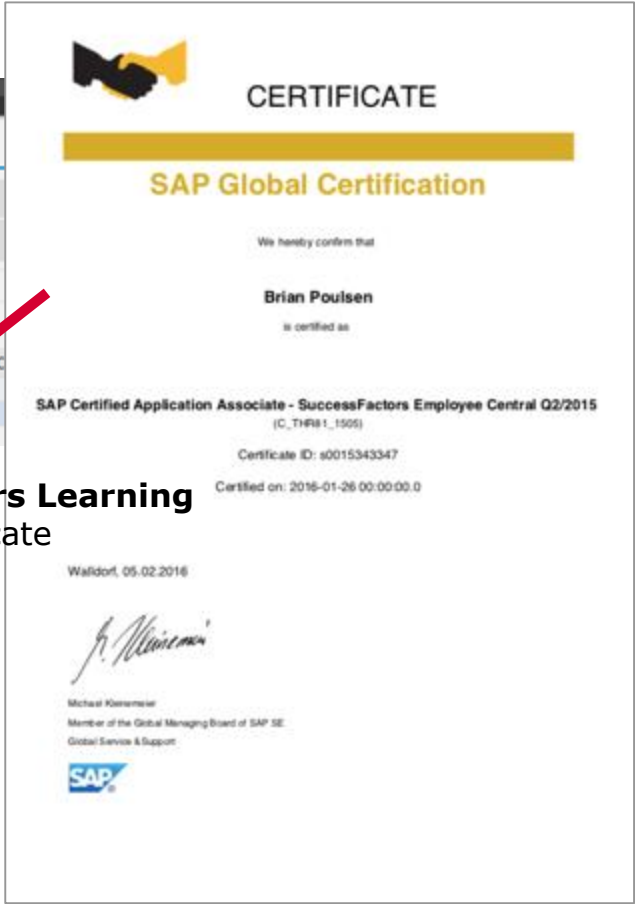 CERTIFICATE
SAP Global Certification
We hereby confirm that
Brian Poulsen
is certified as
SAP Certified Application Associate - SuccessFactors Employee Central Q2/2015
(C_THR81_1505)
Certificate ID: s0015343347
Certified on: 2016-01-26 00:00:00.0
rs Learning
ate
Walldorf, 05.02.2016
Michael Kleinemeier
Member of the Global Managing Board of SAP SE
Global Service & Support
SAP